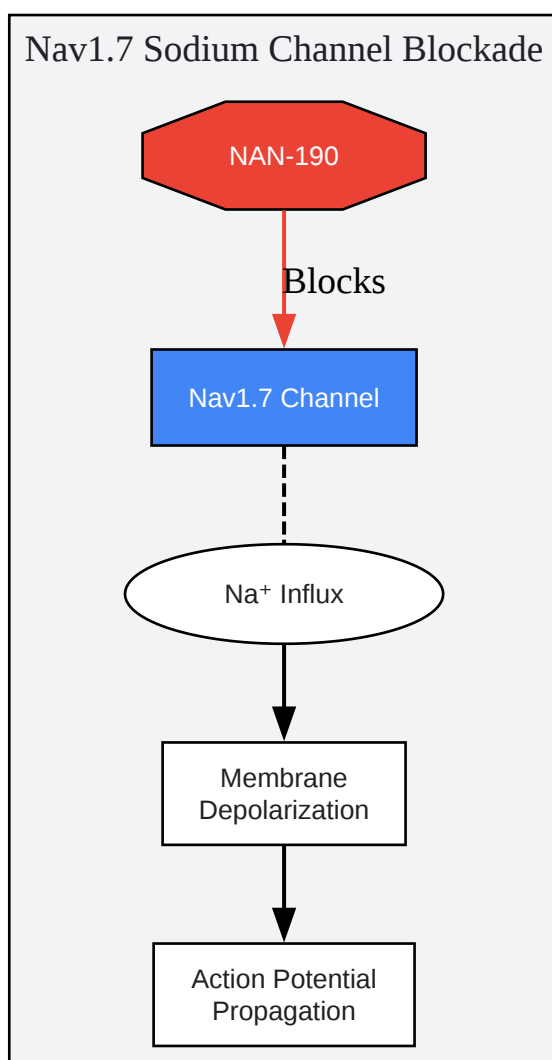 Nav1.7 Sodium Channel Blockade
NAN-190
Blocks
Nav1.7 Channel
Na⁺ Influx
Membrane
Depolarization
Action Potential
Propagation